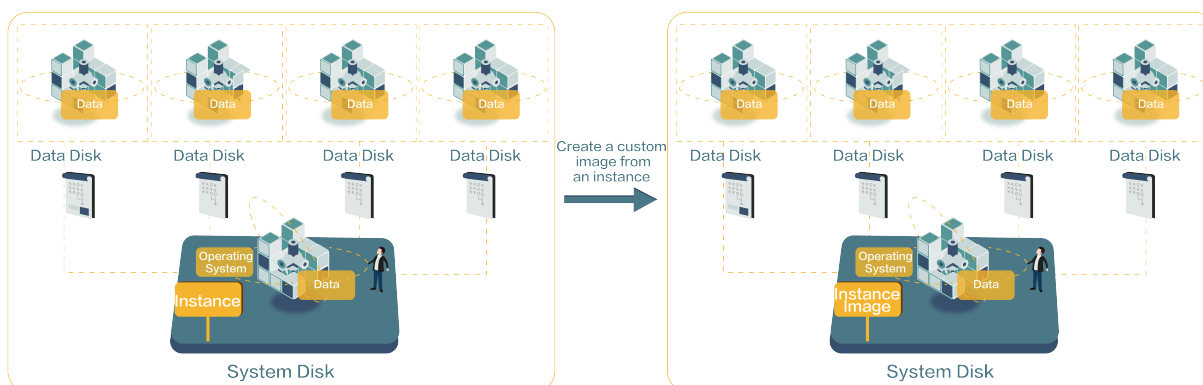 Data
Data
Data
Data
Data Disk
Data Disk
Data Disk
Data Disk
Operating
System
Data
Instance
System Disk
Create a custom
image from
an instance
Data
Data
Data
Data
Data Disk
Data Disk
Data Disk
Data Disk
Operating
System
Data
Instance
Image
System Disk